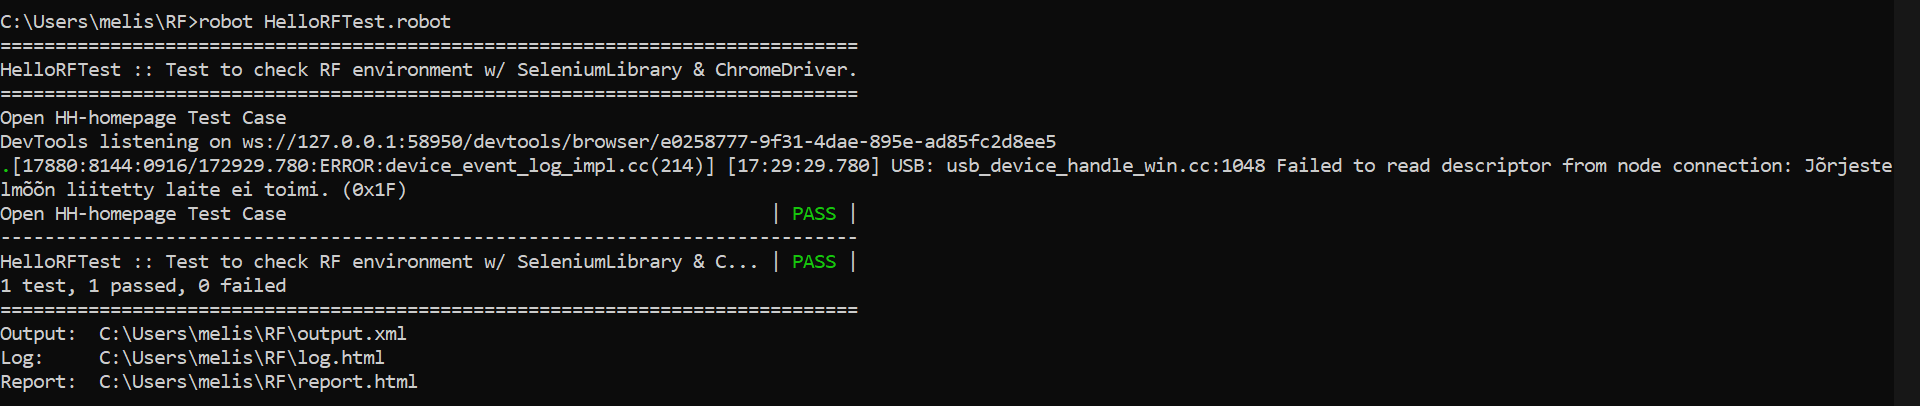 C:\Users\melis\RF>robot HelloRFTest.robot
==============================================================================
HelloRFTest :: Test to check RF environment w/ SeleniumLibrary & ChromeDriver.
==============================================================================
Open HH-homepage Test Case
DevTools listening on ws://127.0.0.1:58950/devtools/browser/e0258777-9f31-4dae-895e-ad85fc2d8ee5
.[17880:8144:0916/172929.780:ERROR:device_event_log_impl.cc(214)] [17:29:29.780] USB: usb_device_handle_win.cc:1048 Failed to read descriptor from node connection: Jõrjeste
lmõõn liitetty laite ei toimi. (0x1F)
Open HH-homepage Test Case                                            | PASS |
------------------------------------------------------------------------------
HelloRFTest :: Test to check RF environment w/ SeleniumLibrary & C... | PASS |
1 test, 1 passed, 0 failed
==============================================================================
Output:  C:\Users\melis\RF\output.xml
Log:     C:\Users\melis\RF\log.html
Report:  C:\Users\melis\RF\report.html